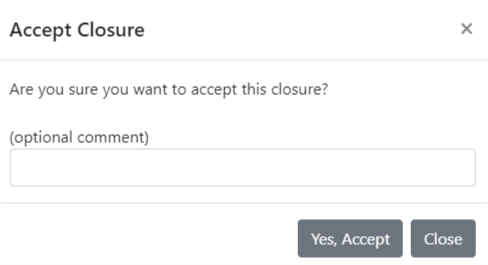 Accept Closure ×
Are you sure you want to accept this closure?
(optional comment)
Yes, Accept Close